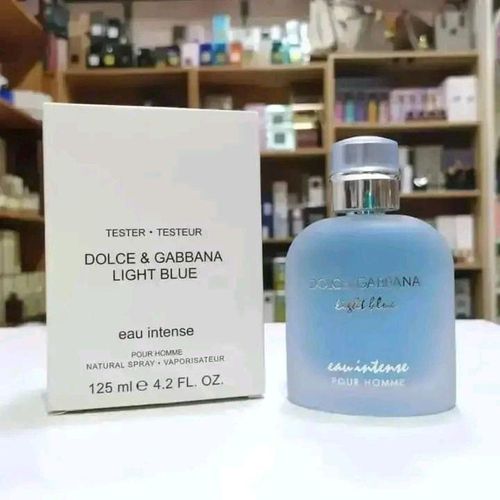 TESTER • TESTEUR
DOLCE & GABBANA
LIGHT BLUE
eau intense
POUR HOMME
NATURAL SPRAY • VAPORISATEUR
125 ml e 4.2 FL. OZ.
DOLCE & GABBANA
light blue
eau intense
POUR HOMME